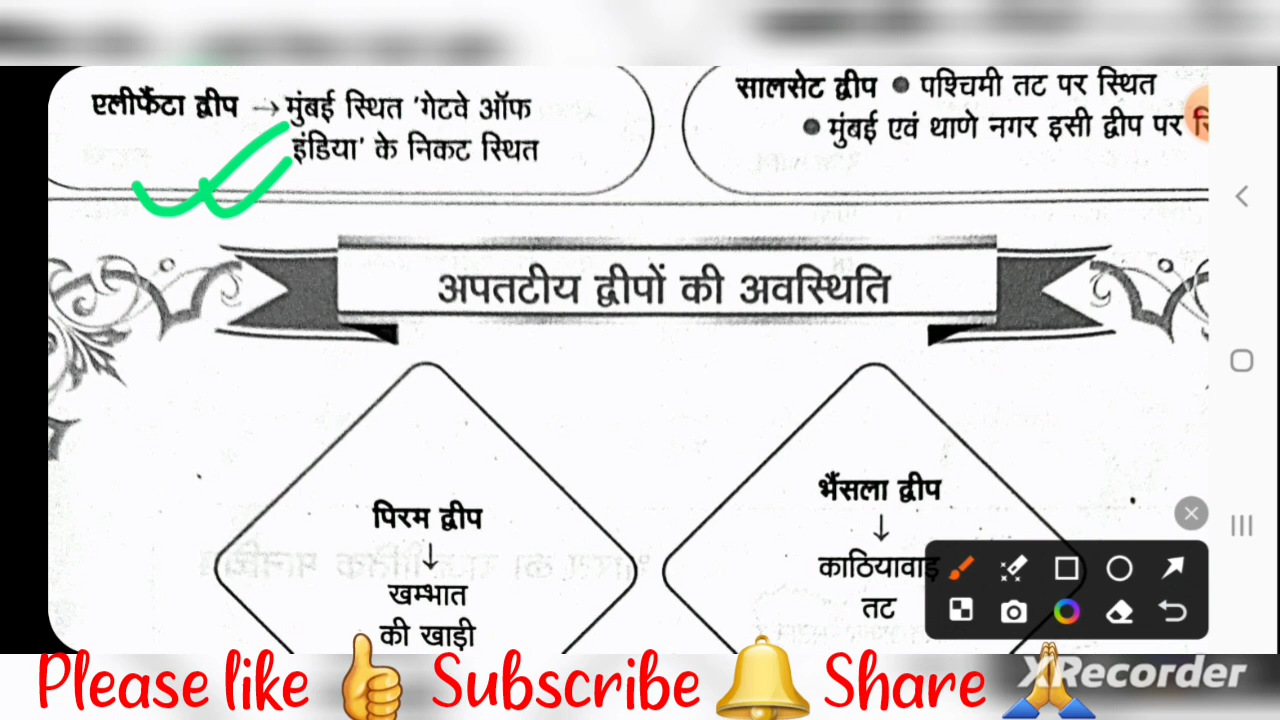 एलीफैंटा द्वीप → मुंबई स्थित 'गेटवे ऑफ
इंडिया' के निकट स्थित
सालसेट द्वीप ● पश्चिमी तट पर स्थित
● मुंबई एवं थाणे नगर इसी द्वीप पर
अपतटीय द्वीपों की अवस्थिति
पिरम द्वीप
↓
खम्भात
की खाड़ी
भैंसला द्वीप
↓
काठियावाड़
तट
Please like 👍 Subscribe 🔔 Share 🙏
XRecorder